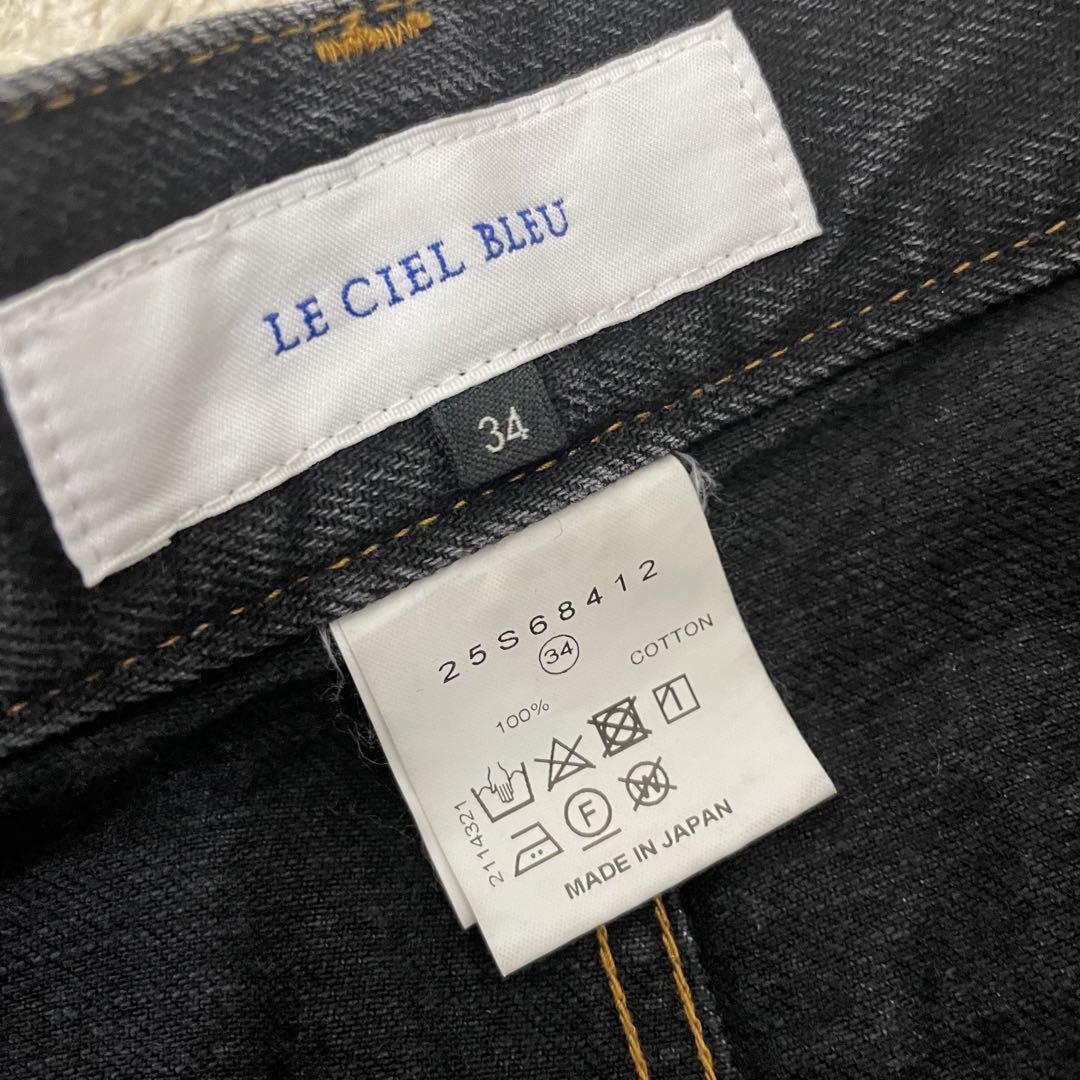 LE CIEL BLEU
34
25S68412
34
100% COTTON
2114321
F
W
MADE IN JAPAN